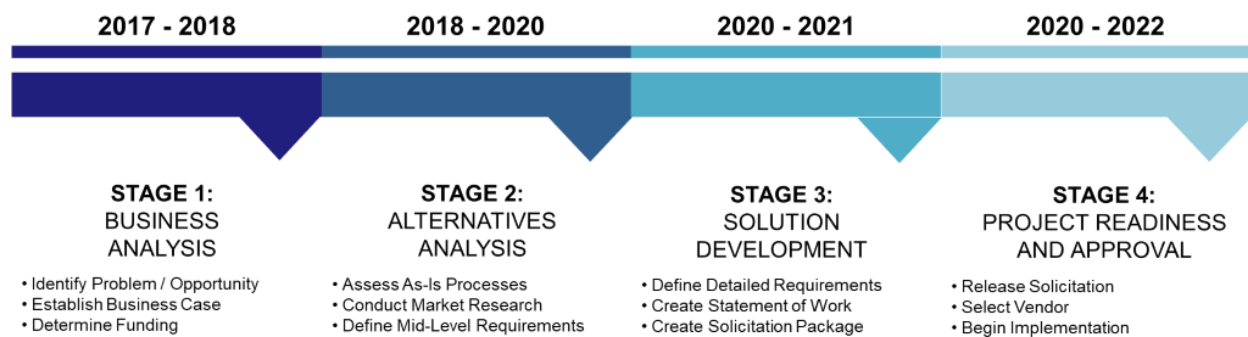 2017 - 2018
2018 - 2020
2020 - 2021
2020 - 2022
STAGE 1:
BUSINESS
ANALYSIS
• Identify Problem / Opportunity
• Establish Business Case
• Determine Funding
STAGE 2:
ALTERNATIVES
ANALYSIS
• Assess As-Is Processes
• Conduct Market Research
• Define Mid-Level Requirements
STAGE 3:
SOLUTION
DEVELOPMENT
• Define Detailed Requirements
• Create Statement of Work
• Create Solicitation Package
STAGE 4:
PROJECT READINESS
AND APPROVAL
• Release Solicitation
• Select Vendor
• Begin Implementation